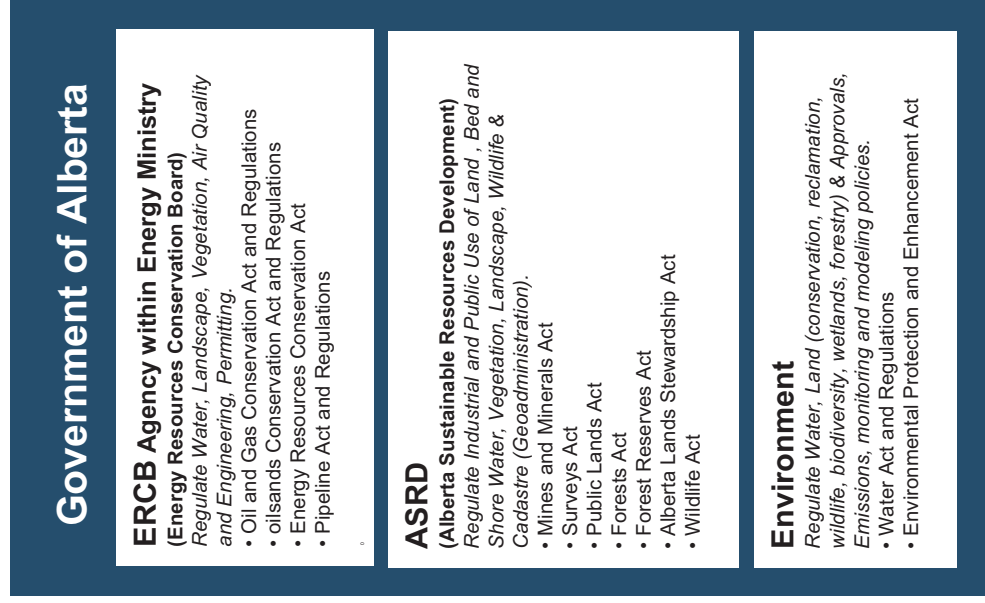 Government of Alberta
ERCB Agency within Energy Ministry
(Energy Resources Conservation Board)
Regulate Water, Landscape, Vegetation, Air Quality
and Engineering, Permitting.
• Oil and Gas Conservation Act and Regulations
• oilsands Conservation Act and Regulations
• Energy Resources Conservation Act
• Pipeline Act and Regulations
ASRD
(Alberta Sustainable Resources Development)
Regulate Industrial and Public Use of Land , Bed and
Shore Water, Vegetation, Landscape, Wildlife &
Cadastre (Geoadministration).
• Mines and Minerals Act
• Surveys Act
• Public Lands Act
• Forests Act
• Forest Reserves Act
• Alberta Lands Stewardship Act
• Wildlife Act
Environment
Regulate Water, Land (conservation, reclamation,
wildlife, biodiversity, wetlands, forestry) & Approvals,
Emissions, monitoring and modeling policies.
• Water Act and Regulations
• Environmental Protection and Enhancement Act